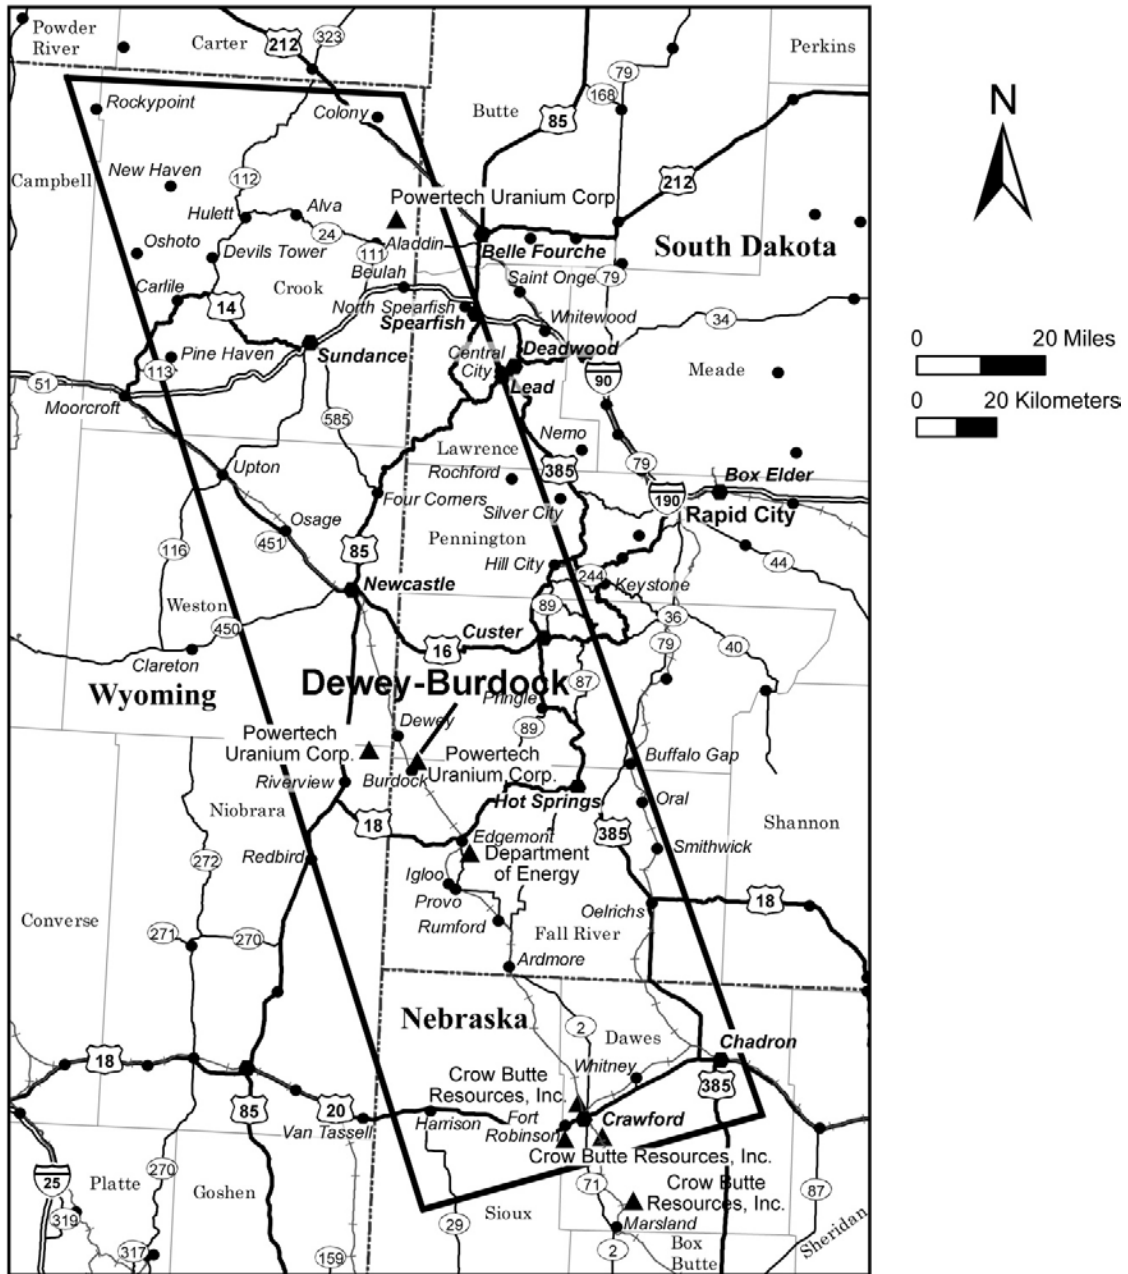 Powder
River
Carter
212
323
Perkins
79
168
Rockypoint
Colony
Butte
85
N
New Haven
Campbell
112
212
Powertech Uranium Corp.
Hulett
Alva
24
Oshoto
Devils Tower
111
Aladdin
Belle Fourche
South Dakota
Beulah
Saint Onge
79
Carlile
Crook
14
North Spearfish
Spearfish
Whitewood
34
0 20 Miles
Pine Haven
Sundance
Central
City
Deadwood
113
Lead
90
Meade
51
Moorcroft
0 20 Kilometers
585
Lawrence
Nemo
Upton
Rochford
385
79
Box Elder
Four Corners
Silver City
190
Rapid City
Osage
451
116
85
Pennington
Hill City
244
Keystone
44
Newcastle
89
Weston
36
450
Custer
16
79
40
Clareton
Dewey-Burdock
87
Wyoming
Pringle
Dewey
89
Powertech
Uranium Corp.
Powertech
Uranium Corp.
Buffalo Gap
Riverview
Burdock
Hot Springs
Oral
Niobrara
18
385
Shannon
Edgemont
Redbird
Department
of Energy
Smithwick
272
Igloo
Provo
Oelrichs
18
Converse
Rumford
Fall River
271
270
Ardmore
Nebraska
2
Dawes
Chadron
18
Whitney
385
Crow Butte
Resources, Inc.
85
20
Van Tassell
Harrison
Fort
Robinson
Crawford
Crow Butte Resources, Inc.
25
Platte
270
Goshen
71
Crow Butte
Resources, Inc.
87
319
Sioux
29
Marsland
317
159
2
Box
Butte
Sheridan